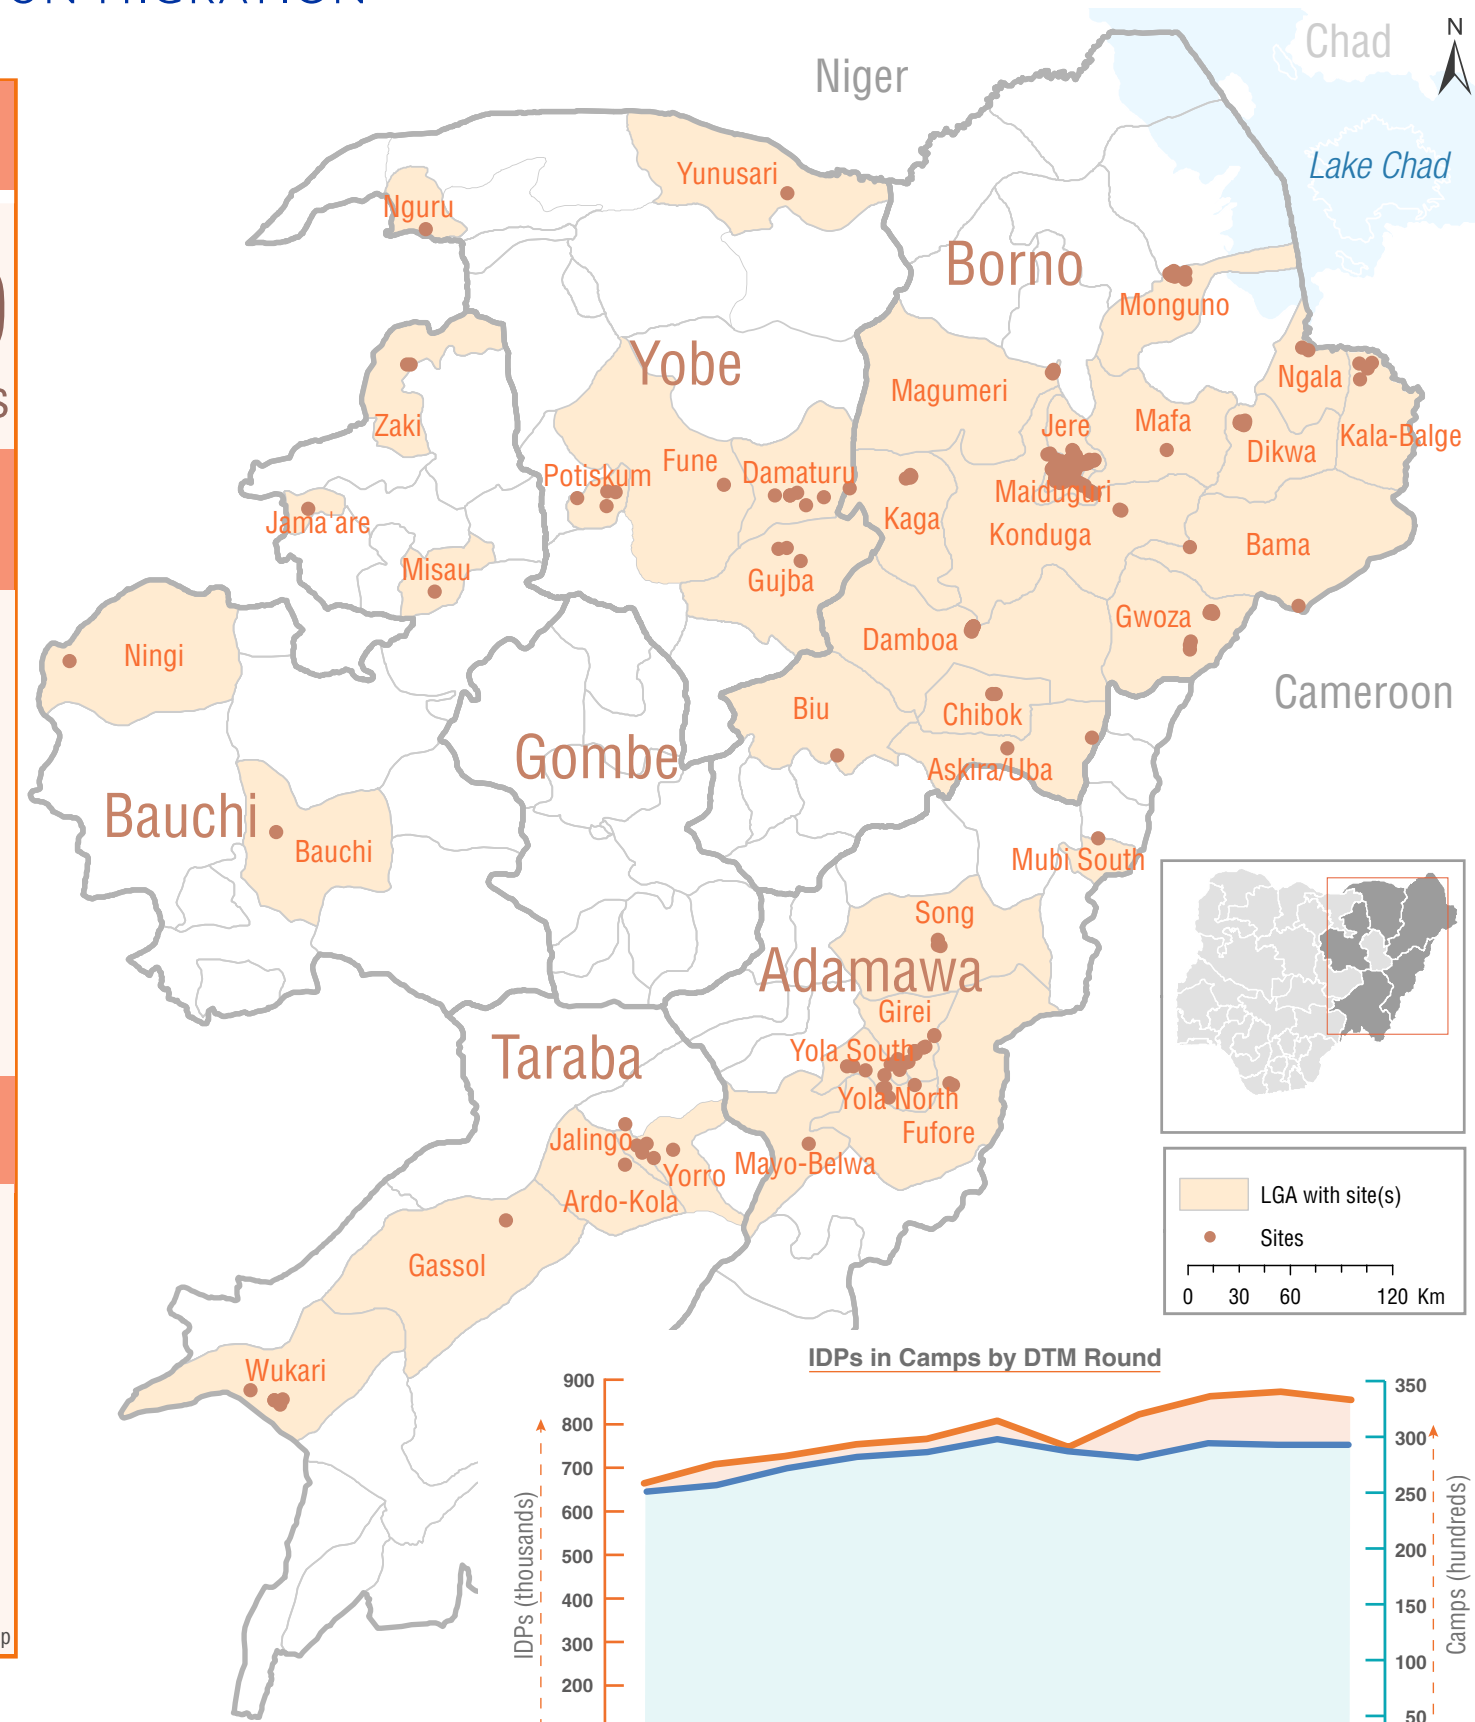 Chad
N
Niger
Lake Chad
Yunusari
Nguru
Borno
Monguno
Yobe
Magumeri
Ngala
Zaki
Jere
Mafa
Kala-Balge
Dikwa
Fune
Potiskum
Damaturu
Maiduguri
Jama'are
Kaga
Konduga
Bama
Misau
Gujba
Gwoza
Damboa
Ningi
Cameroon
Biu
Chibok
Gombe
Askira/Uba
Bauchi
Bauchi
Mubi South
Song
Adamawa
Girei
Taraba
Yola South
Yola North
Fufore
Jalingo
Mayo-Belwa
Yorro
Ardo-Kola
LGA with site(s)
Sites
Gassol
0 30 60 120 Km
Wukari
IDPs in Camps by DTM Round
900
800
700
600
500
400
300
200
IDPs (thousands)
350
300
250
200
150
100
50
Camps (hundreds)